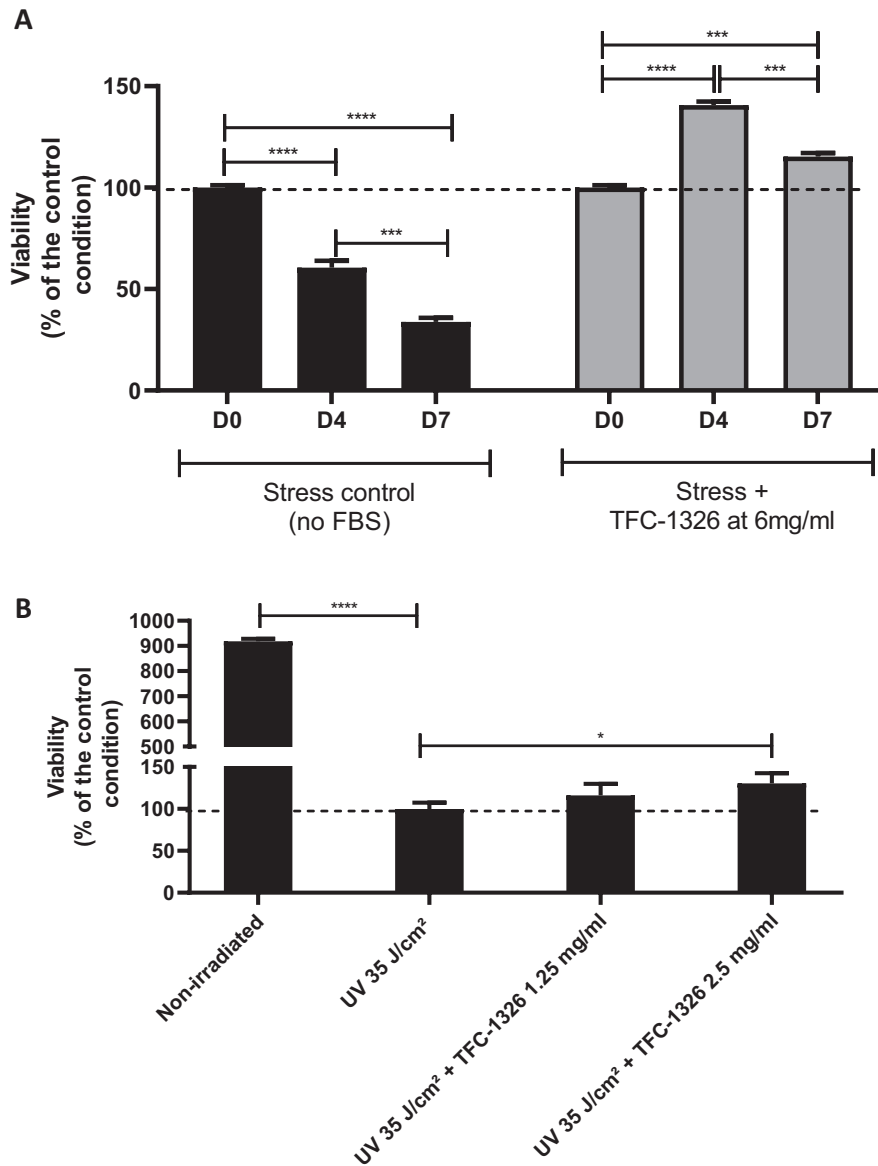 A
Viability
(% of the control
condition)
150
100
50
0
****
****
***
***
****
***
D0
D4
D7
D0
D4
D7
Stress control
(no FBS)
Stress +
TFC-1326 at 6mg/ml
B
Viability
(% of the control
condition)
1000
900
800
700
600
500
150
100
50
0
****
*
Non-irradiated
UV 35 J/cm²
UV 35 J/cm² + TFC-1326 1.25 mg/ml
UV 35 J/cm² + TFC-1326 2.5 mg/ml